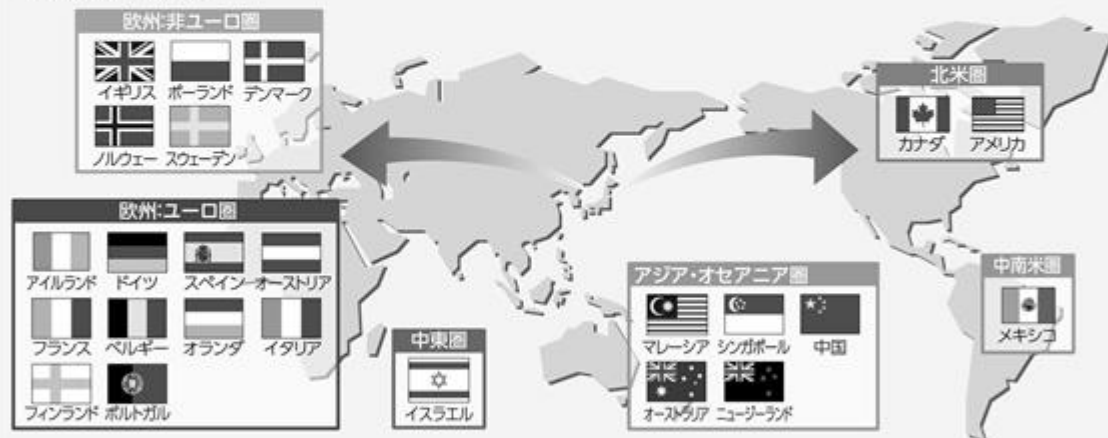 欧州:非ユーロ圏
イギリス ポーランド デンマーク
ノルウェー スウェーデン
北米圏
カナダ アメリカ
欧州:ユーロ圏
アイルランド ドイツ スペイン オーストリア
フランス ベルギー オランダ イタリア
フィンランド ポルトガル
中東圏
イスラエル
アジア・オセアニア圏
マレーシア シンガポール 中国
オーストラリア ニュージーランド
中南米圏
メキシコ